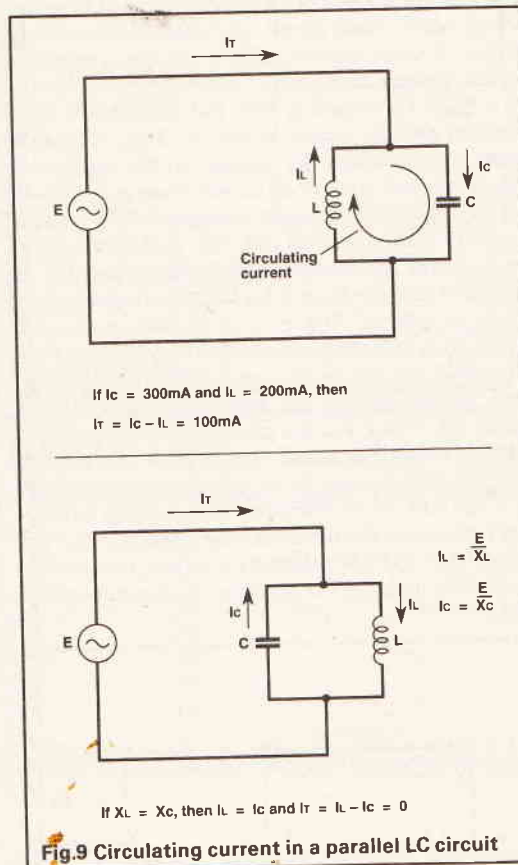 IT
IL
IC
E
L
C
Circulating
current
If IC = 300mA and IL = 200mA, then
IT = IC – IL = 100mA
IT
IL = E/XL
IC
IL
IC = E/XC
E
C
L
If XL = XC, then IL = IC and IT = IL – IC = 0
Fig.9 Circulating current in a parallel LC circuit